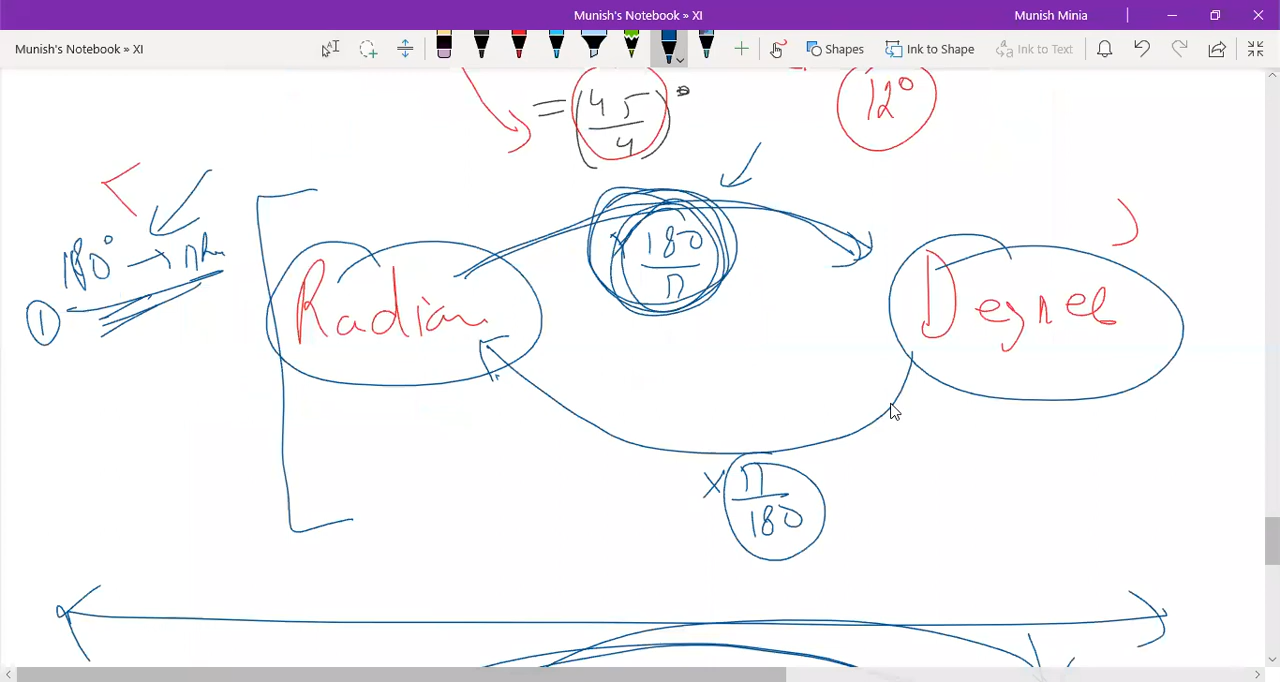 Munish's Notebook » XI
Munish Minia
Munish's Notebook » XI
Shapes
Ink to Shape
Ink to Text
= (45/4)°
12°
180° → π
①
Radian
× 180/π
Degree
× π/180